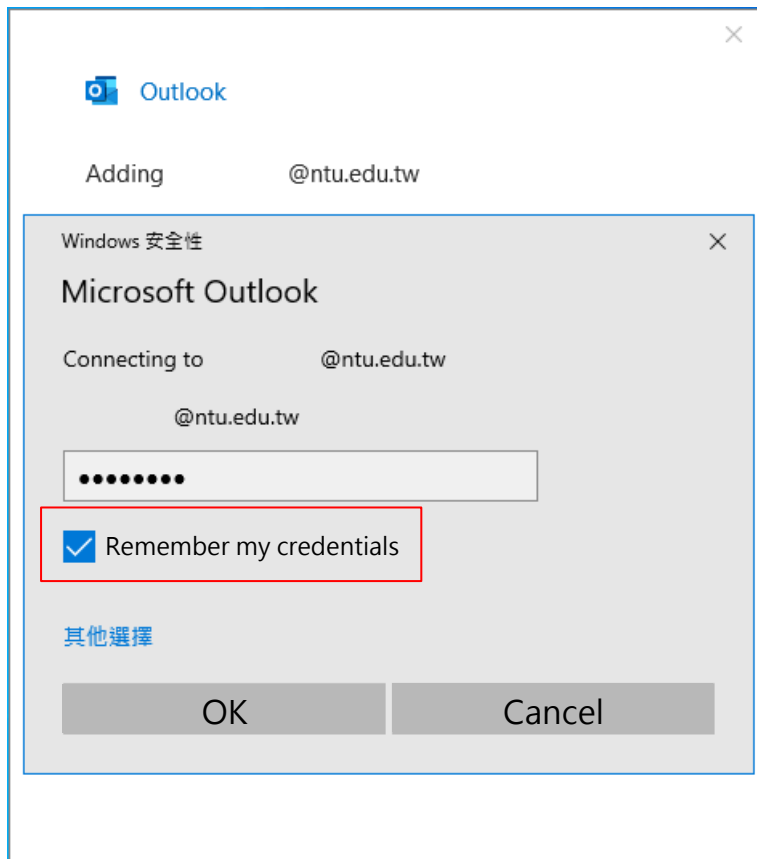 Outlook
Adding @ntu.edu.tw
Windows 安全性
Microsoft Outlook
Connecting to @ntu.edu.tw
@ntu.edu.tw
••••••••
Remember my credentials
其他選擇
OK Cancel